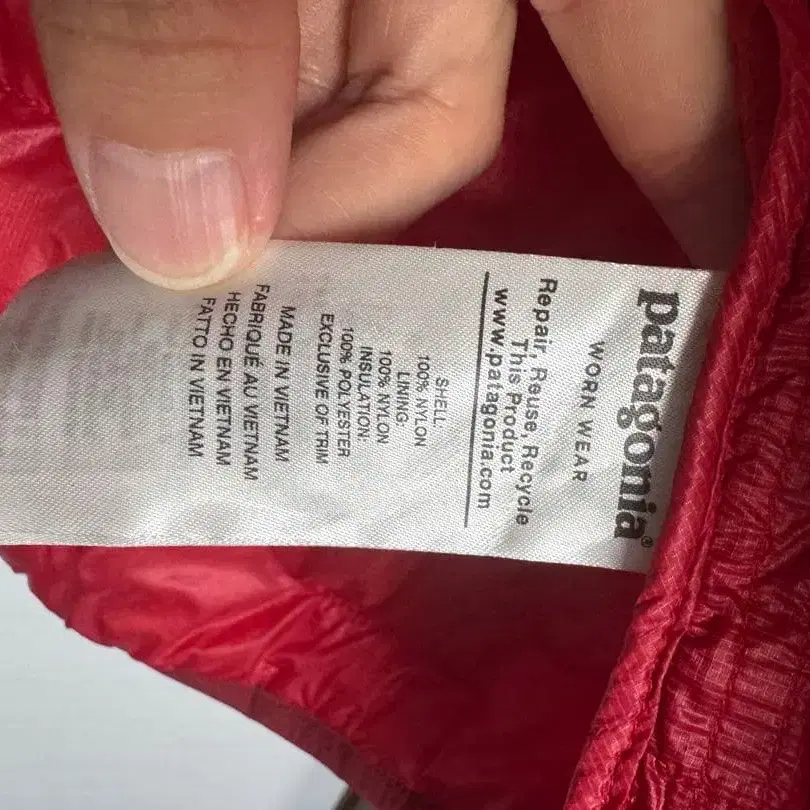 patagonia®
WORN WEAR
Repair, Reuse, Recycle
This Product
www.patagonia.com
SHELL:
100% NYLON
LINING:
100% NYLON
INSULATION:
100% POLYESTER
EXCLUSIVE OF TRIM
MADE IN VIETNAM
FABRIQUÉ AU VIETNAM
HECHO EN VIETNAM
FATTO IN VIETNAM